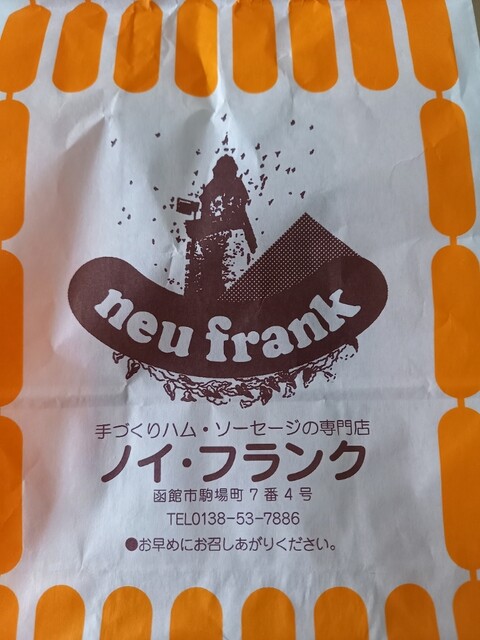 neu frank
手づくりハム・ソーセージの専門店
ノイ・フランク
函館市駒場町7番4号
TEL0138-53-7886
●お早めにお召しあがりください。